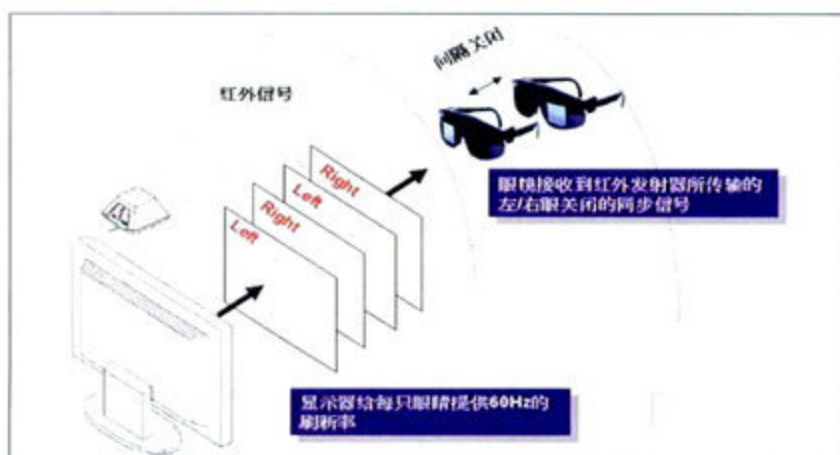 间隔关闭
红外信号
Right
Left
Right
Left
眼镜接收到红外发射器所传输的
左/右眼关闭的同步信号
显示器给每只眼睛提供60Hz的
刷新率